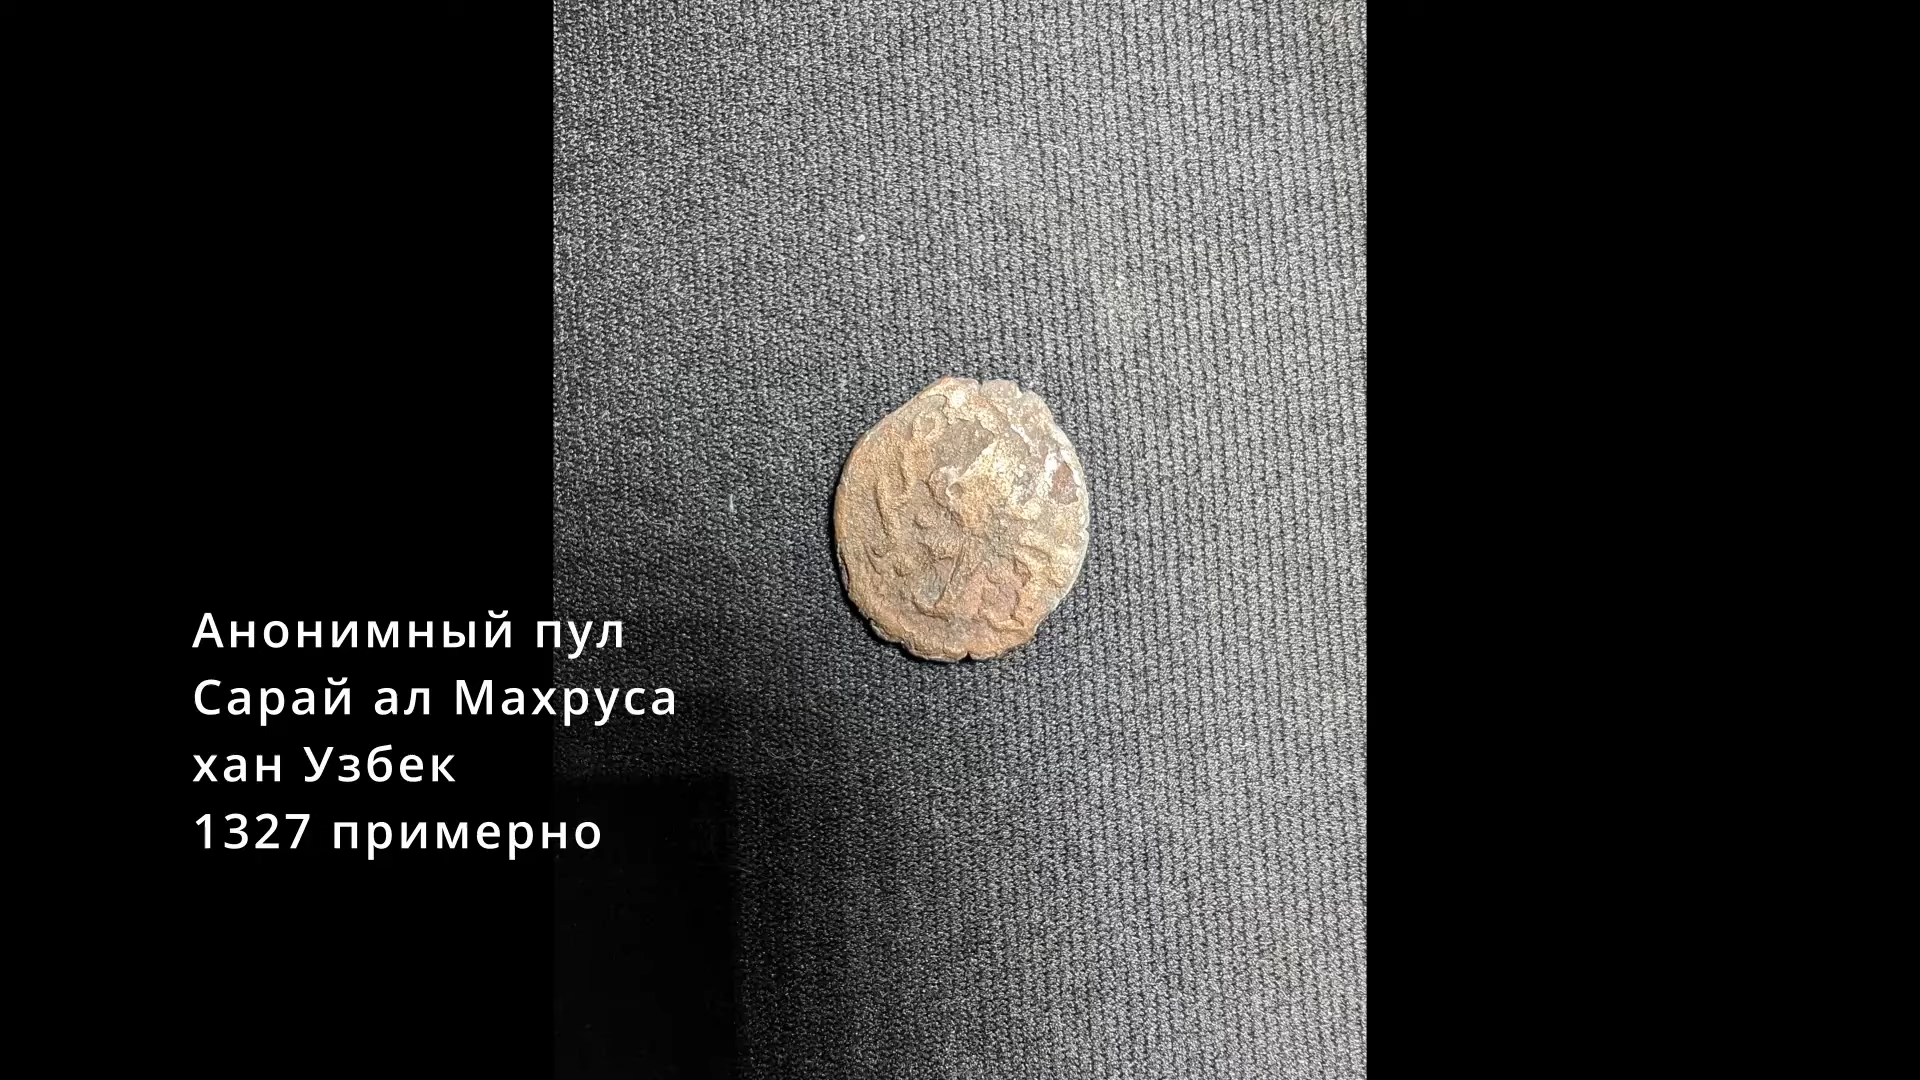 Анонимный пул
Сарай ал Махруса
хан Узбек
1327 примерно